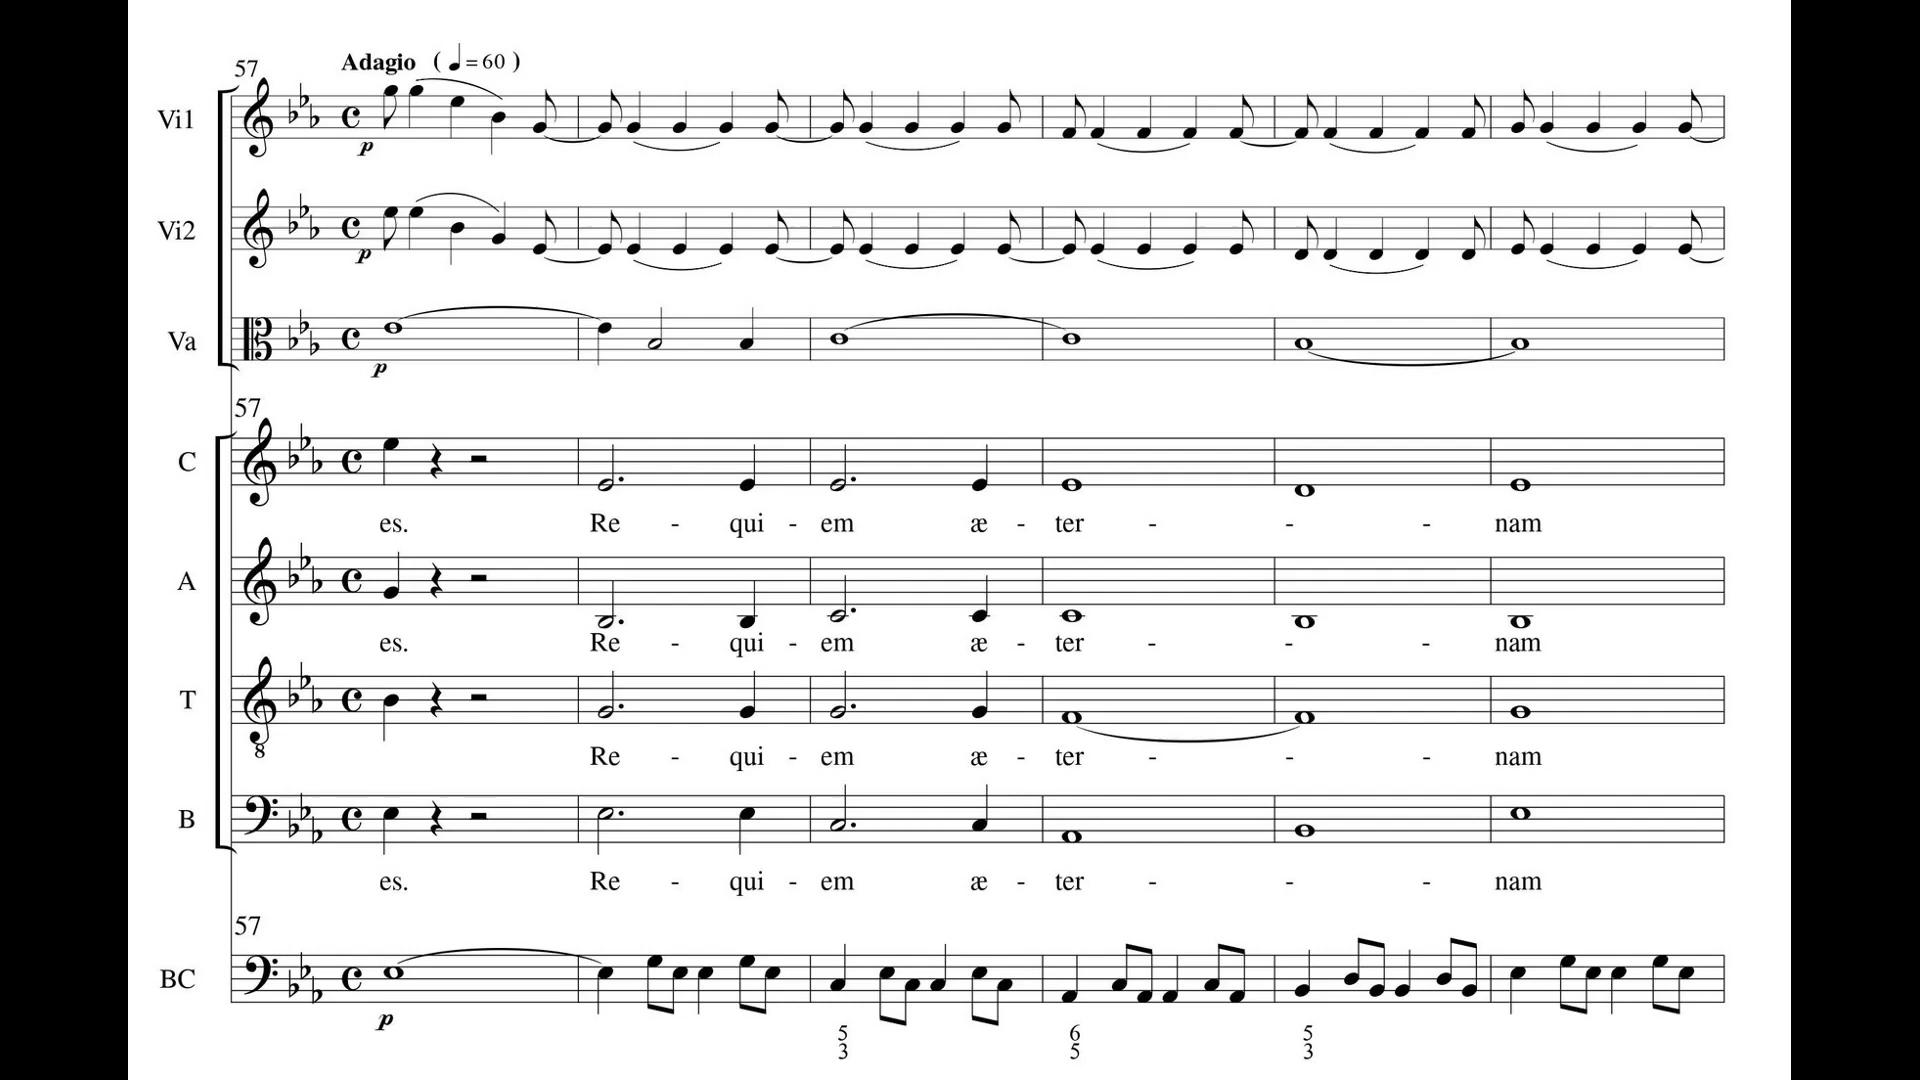 57
Adagio ( ♩ = 60 )
Vi1
p
Vi2
p
Va
p
57
C
es. Re - qui - em æ - ter - - - nam
A
es. Re - qui - em æ - ter - - - nam
T
8
Re - qui - em æ - ter - - - nam
B
es. Re - qui - em æ - ter - - - nam
57
BC
p
5 6 5
3 5 3